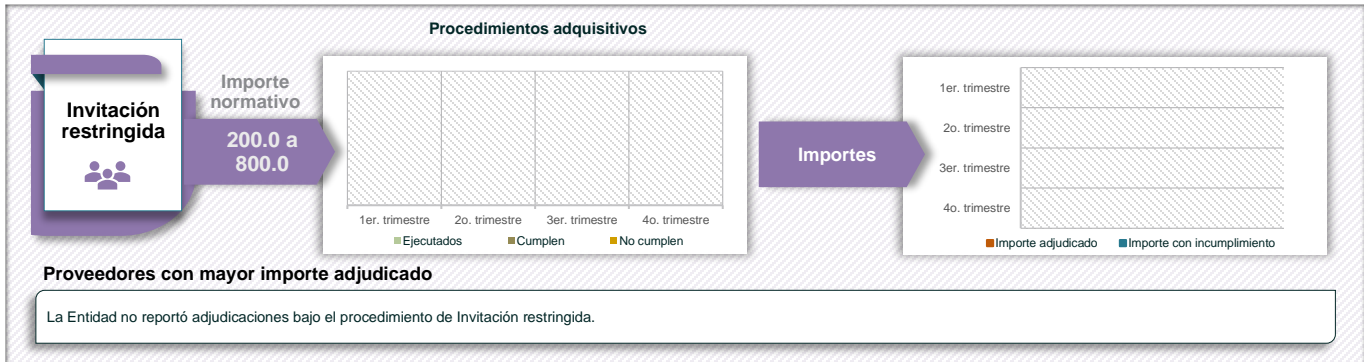 Procedimientos adquisitivos
Invitación
restringida
Importe
normativo
200.0 a
800.0
1er. trimestre 2o. trimestre 3er. trimestre 4o. trimestre
Ejecutados Cumplen No cumplen
Importes
1er. trimestre
2o. trimestre
3er. trimestre
4o. trimestre
Importe adjudicado Importe con incumplimiento
Proveedores con mayor importe adjudicado
La Entidad no reportó adjudicaciones bajo el procedimiento de Invitación restringida.